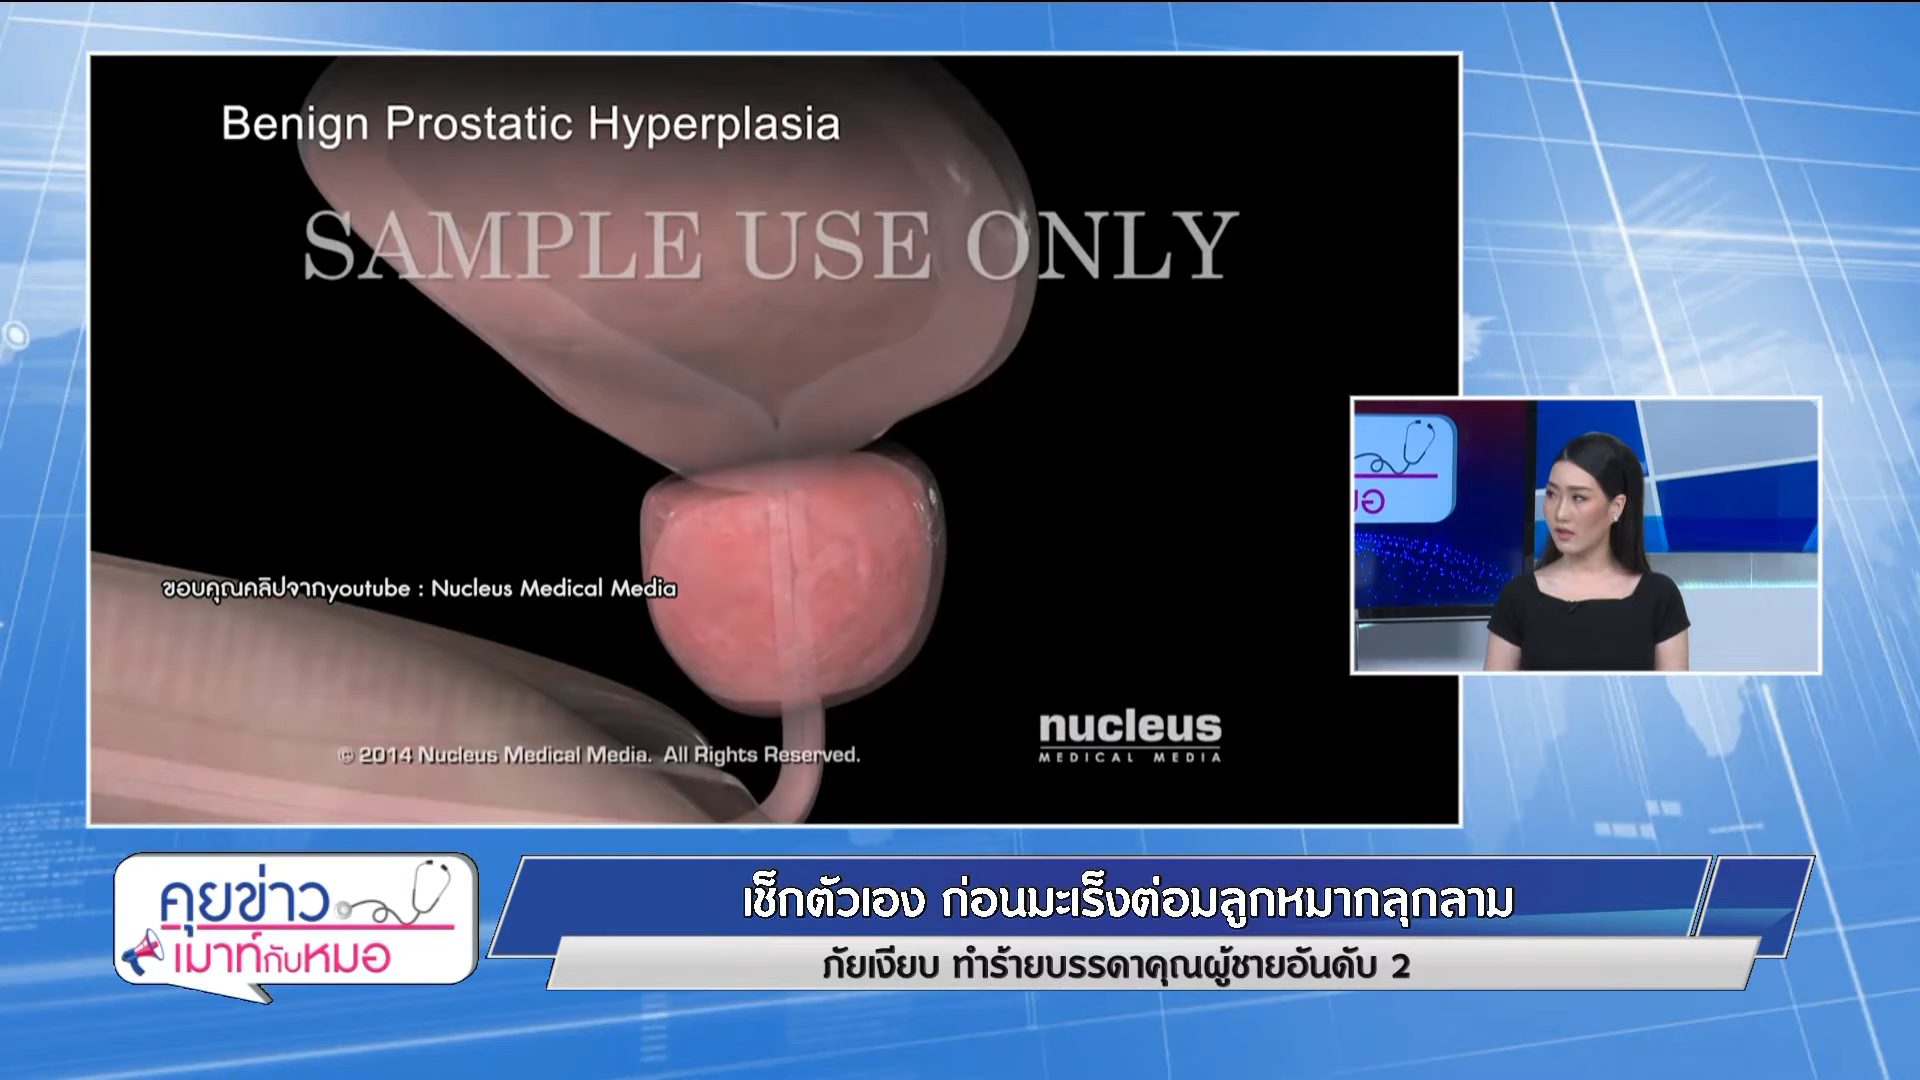 Benign Prostatic Hyperplasia
SAMPLE USE ONLY
ขอบคุณคลิปจากyoutube : Nucleus Medical Media
© 2014 Nucleus Medical Media. All Rights Reserved.
nucleus
MEDICAL MEDIA
คุยข่าว
เมาท์กับหมอ
เช็กตัวเอง ก่อนมะเร็งต่อมลูกหมากลุกลาม
ภัยเงียบ ทำร้ายบรรดาคุณผู้ชายอันดับ 2